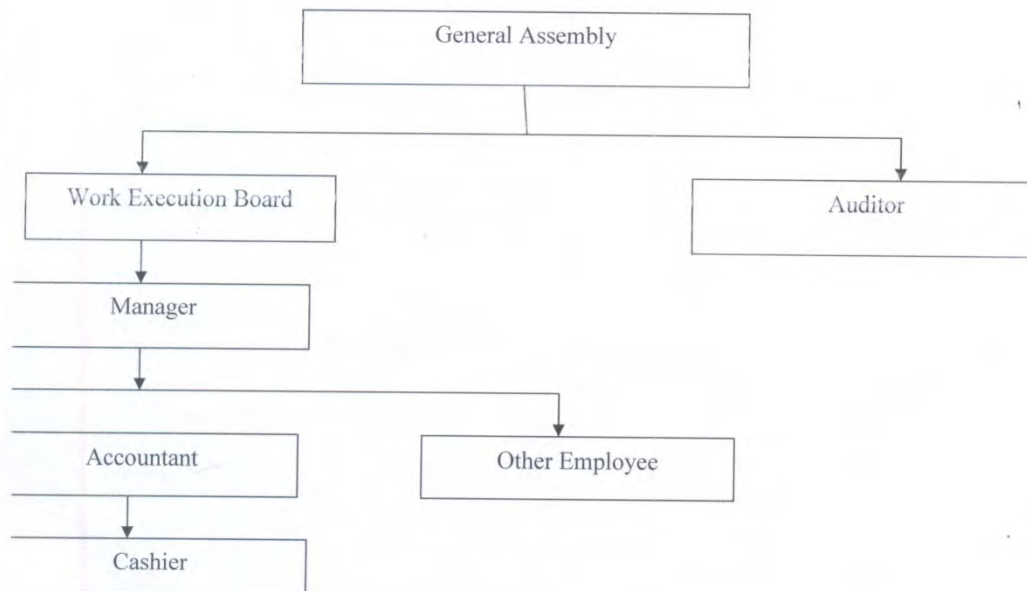 General Assembly
Work Execution Board
Auditor
Manager
Accountant
Other Employee
Cashier